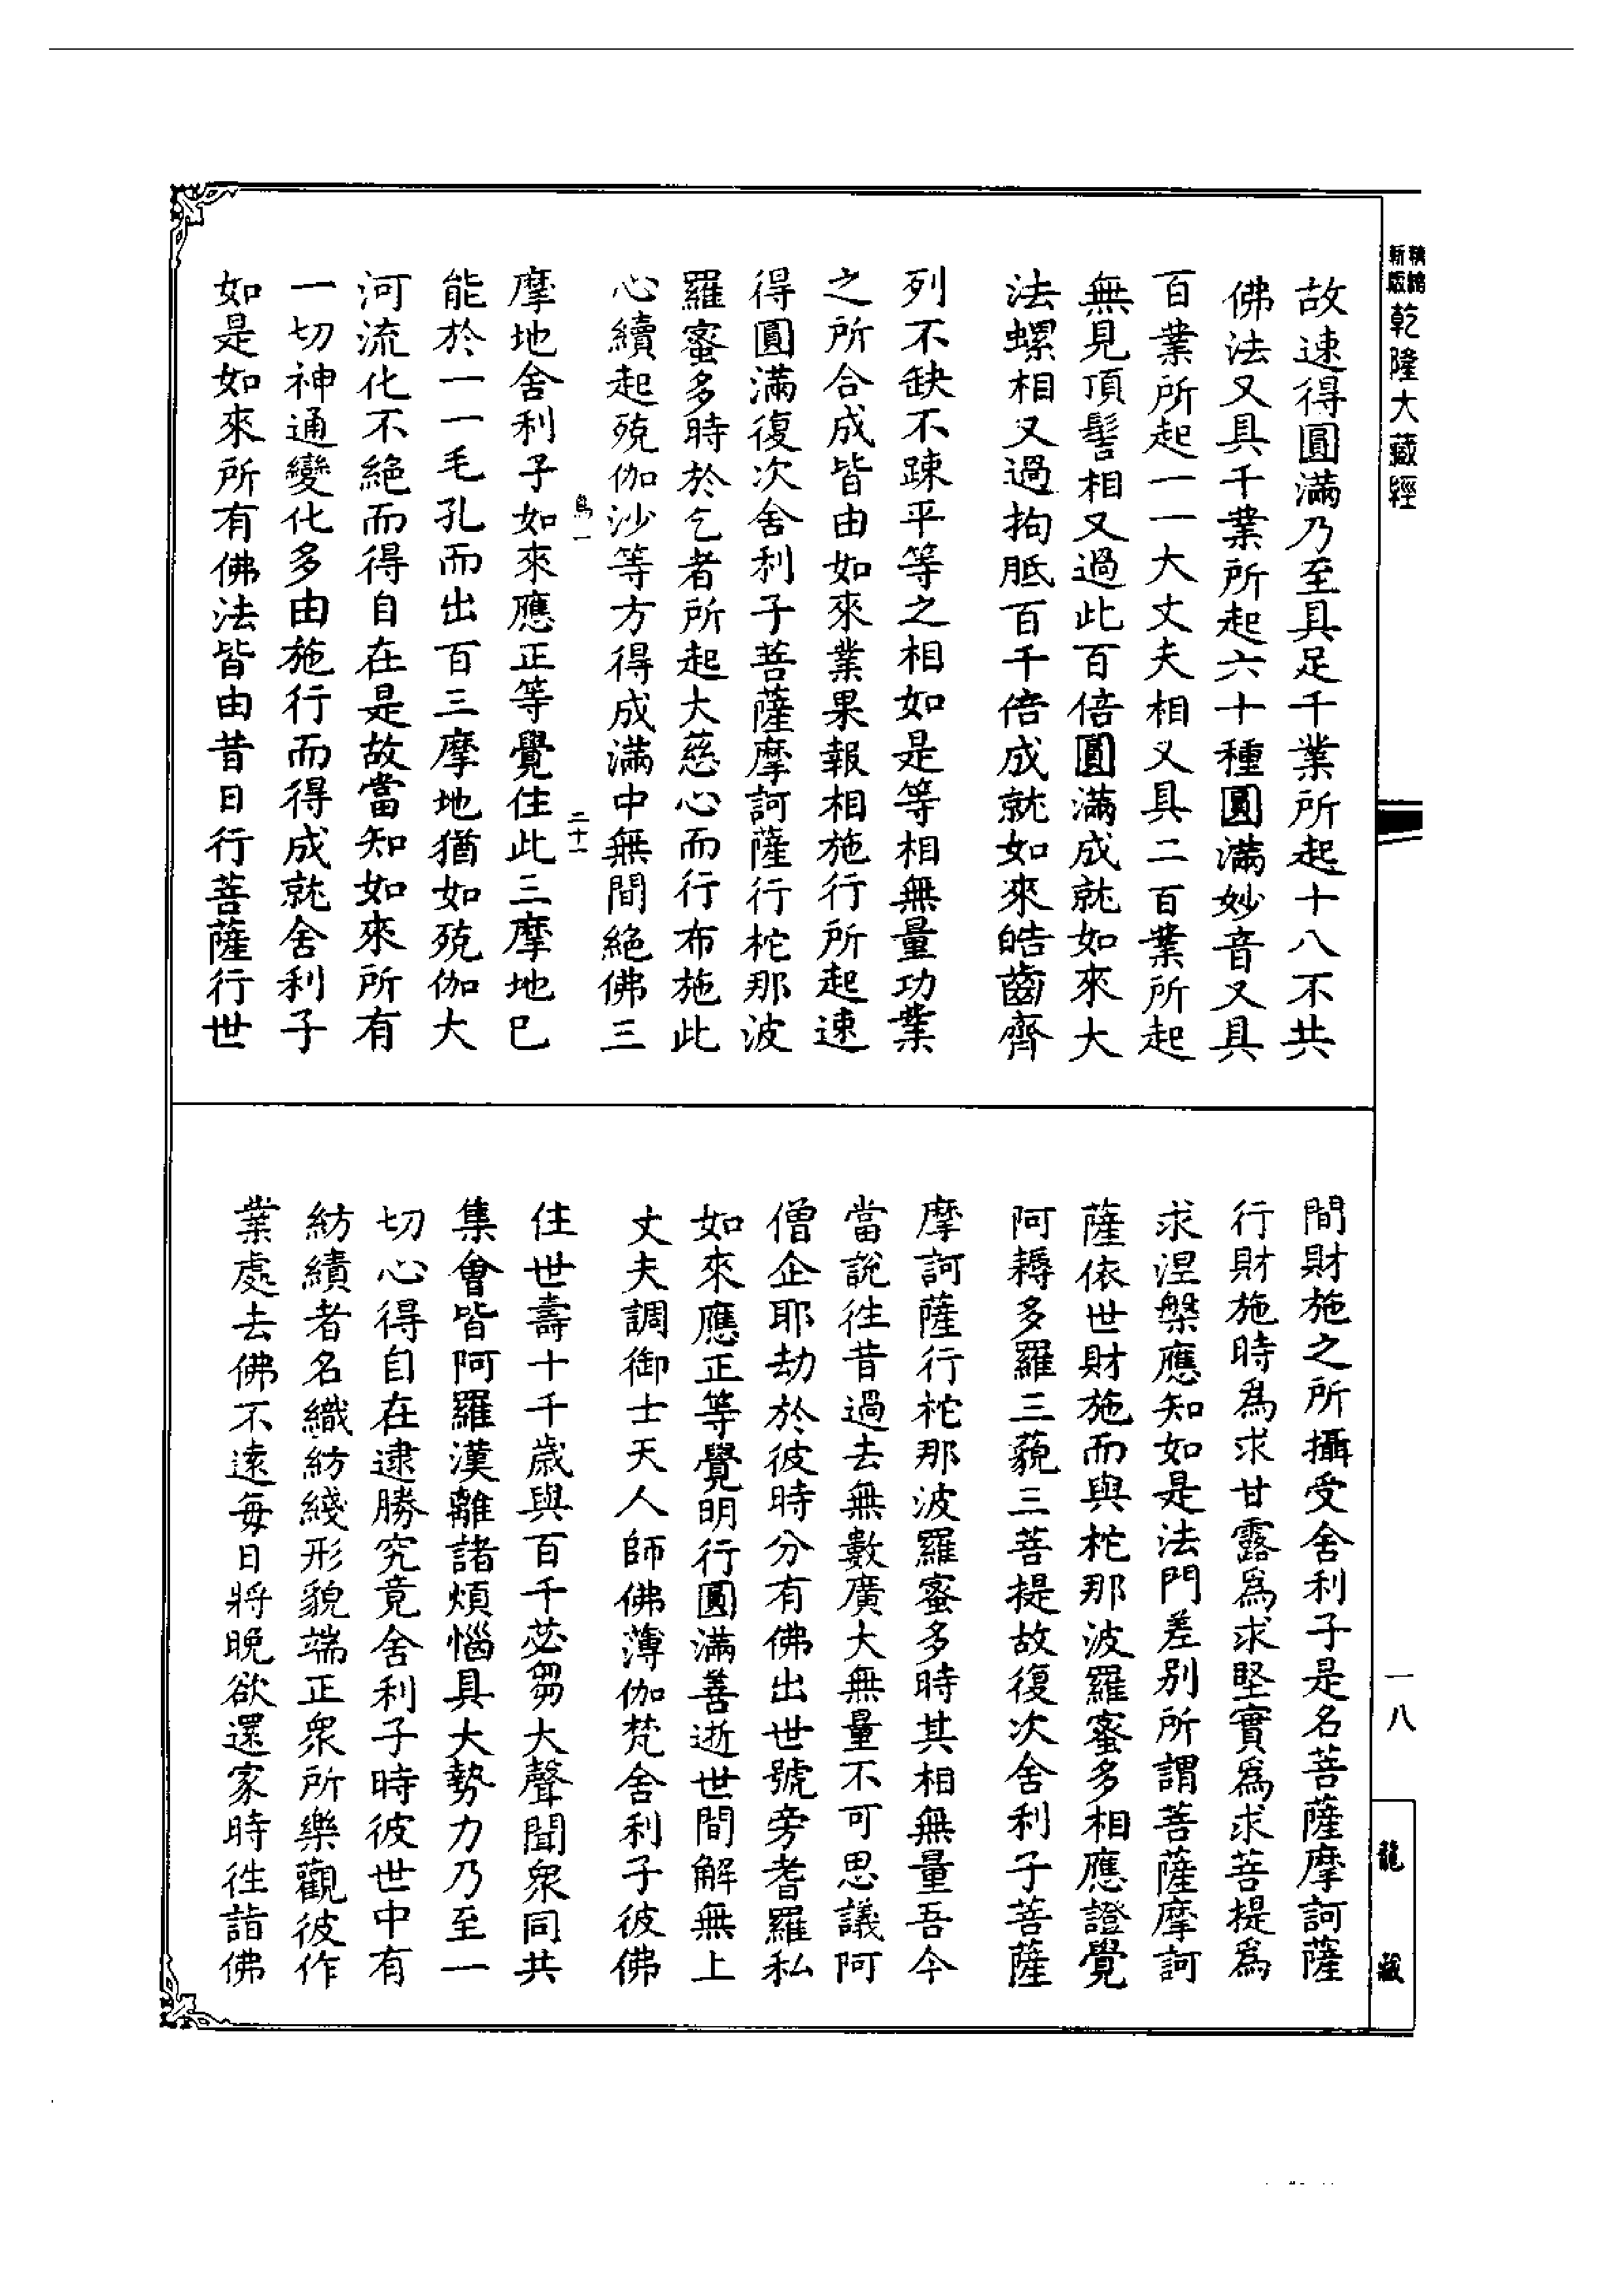 新版精縮乾隆大藏經
故速得圓滿乃至具足千業所起十八不共
佛法又具千業所起六十種圓滿妙音又具
百業所起一一大丈夫相又具二百業所起
無見頂髻相又過此百倍圓滿成就如來大
法螺相又過拘胝百千倍成就如來皓齒齊
列不缺不踈平等之相如是等相無量功業
之所合成皆由如來業果報相施行所起速
得圓滿復次舍利子菩薩摩訶薩行柁那波
羅蜜多時於乞者所起大慈心而行布施此
心續起殑伽沙等方得成滿中無間絕佛三
鳥一 二十一
摩地舍利子如來應正等覺住此三摩地已
能於一一毛孔而出百三摩地猶如殑伽大
河流化不絕而得自在是故當知如來所有
一切神通變化多由施行而得成就舍利子
如是如來所有佛法皆由昔日行菩薩行世
間財施之所攝受舍利子是名菩薩摩訶薩
行財施時為求甘露為求堅實為求菩提為
求涅槃應知如是法門差别所謂菩薩摩訶
薩依世財施而與柁那波羅蜜多相應證覺
阿耨多羅三藐三菩提故復次舍利子菩薩
摩訶薩行柁那波羅蜜多時其相無量吾今
當說徃昔過去無數廣大無量不可思議阿
僧企耶劫於彼時分有佛出世號旁耆羅私
如來應正等覺明行圓滿善逝世間解無上
丈夫調御士天人師佛薄伽梵舍利子彼佛
住世壽十千歲與百千苾芻大聲聞衆同共
集會皆阿羅漢離諸煩惱具大勢力乃至一
切心得自在逮勝究竟舍利子時彼世中有
紡績者名織紡綫形貌端正衆所樂觀彼作
業處去佛不遠每日將晚欲還家時徃詣佛
一八
龍藏